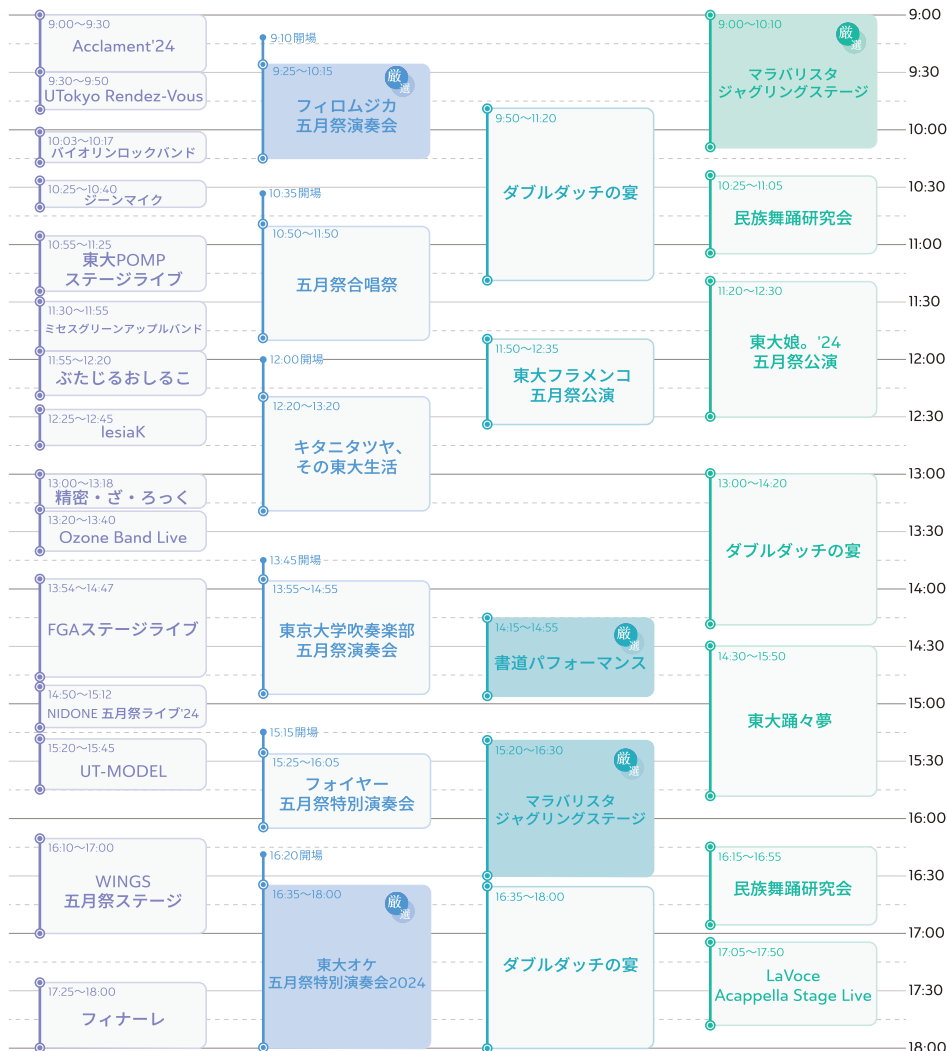 9:00～9:30
Acclament'24
9:30～9:50
UTokyo Rendez-Vous
10:03～10:17
バイオリンロックバンド
10:25～10:40
ジーンマイク
10:55～11:25
東大POMP
ステージライブ
11:30～11:55
ミセスグリーンアップルバンド
11:55～12:20
ぶたじるおしるこ
12:25～12:45
lesiaK
13:00～13:18
精密・ざ・ろっく
13:20～13:40
Ozone Band Live
13:54～14:47
FGAステージライブ
14:50～15:12
NIDONE 五月祭ライブ'24
15:20～15:45
UT-MODEL
16:10～17:00
WINGS
五月祭ステージ
17:25～18:00
フィナーレ
9:10開場
9:25～10:15
厳選
フィロムジカ
五月祭演奏会
10:35開場
10:50～11:50
五月祭合唱祭
12:00開場
12:20～13:20
キタニタツヤ、
その東大生活
13:45開場
13:55～14:55
東京大学吹奏楽部
五月祭演奏会
15:15開場
15:25～16:05
フォイヤー
五月祭特別演奏会
16:20開場
16:35～18:00
厳選
東大オケ
五月祭特別演奏会2024
9:50～11:20
ダブルダッチの宴
11:50～12:35
東大フラメンコ
五月祭公演
14:15～14:55
厳選
書道パフォーマンス
15:20～16:30
厳選
マラバリスタ
ジャグリングステージ
16:35～18:00
ダブルダッチの宴
9:00～10:10
厳選
マラバリスタ
ジャグリングステージ
10:25～11:05
民族舞踊研究会
11:20～12:30
東大娘。'24
五月祭公演
13:00～14:20
ダブルダッチの宴
14:30～15:50
東大踊々夢
16:15～16:55
民族舞踊研究会
17:05～17:50
LaVoce
Acappella Stage Live
9:00
9:30
10:00
10:30
11:00
11:30
12:00
12:30
13:00
13:30
14:00
14:30
15:00
15:30
16:00
16:30
17:00
17:30
18:00